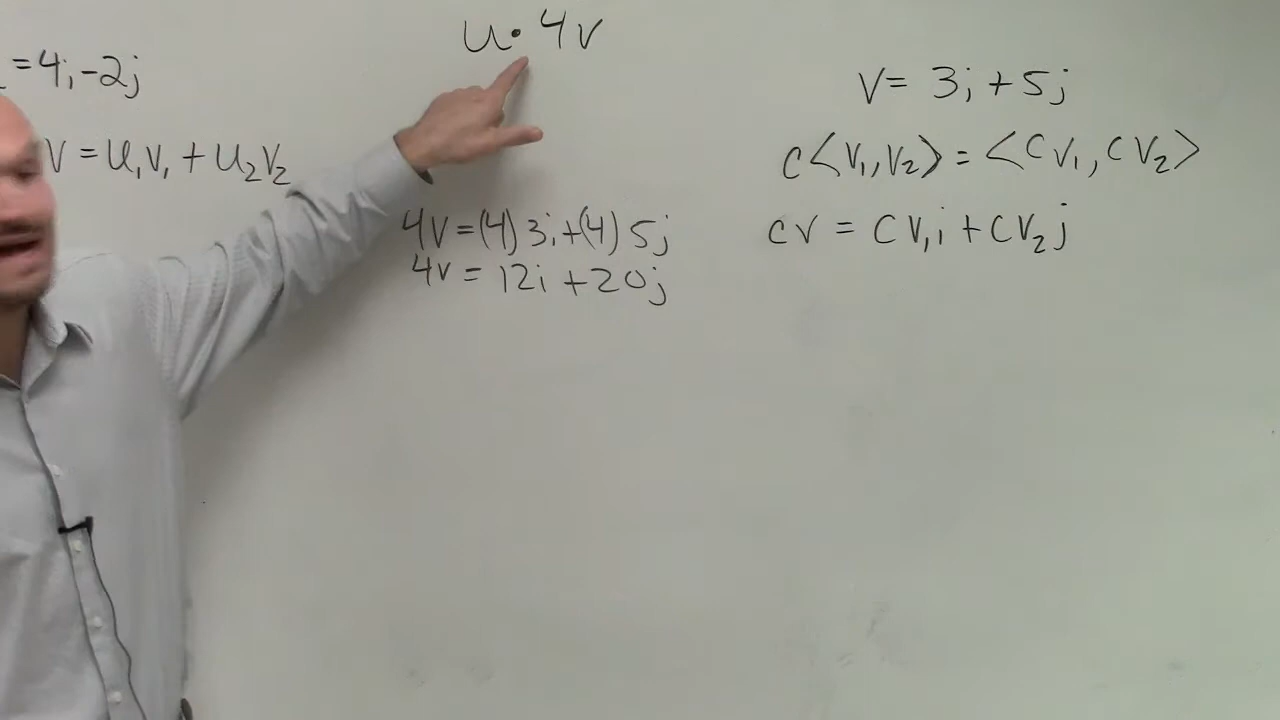 u · 4v
= 4i - 2j
v = 3i + 5j
v = u₁v₁ + u₂v₂
c<v₁, v₂> = <cv₁, cv₂>
4v = (4) 3i + (4) 5j
cv = cv₁i + cv₂j
4v = 12i + 20j